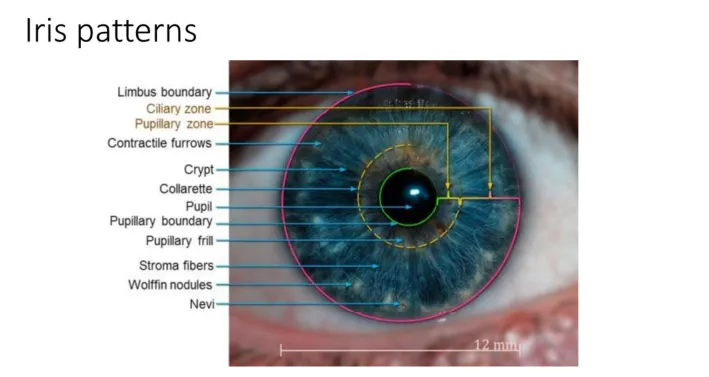 Iris patterns
Limbus boundary
Ciliary zone
Pupillary zone
Contractile furrows
Crypt
Collarette
Pupil
Pupillary boundary
Pupillary frill
Stroma fibers
Wolffin nodules
Nevi
12 mm